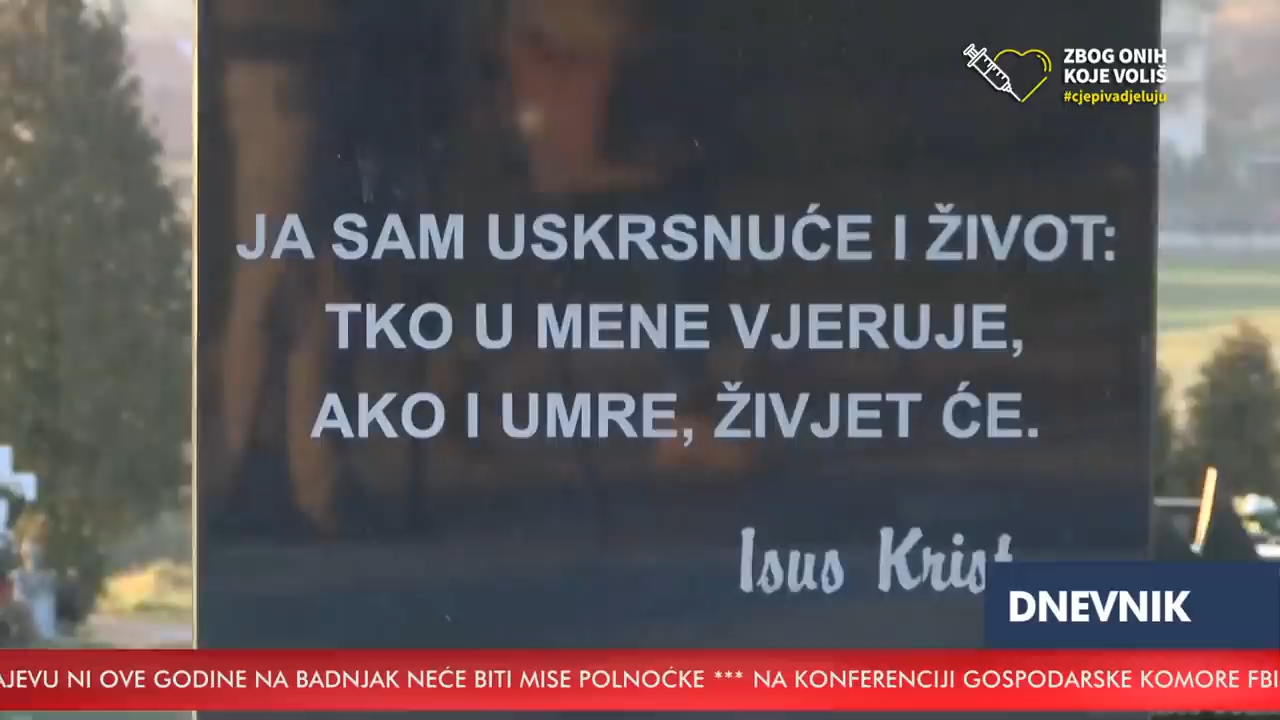 ZBOG ONIH
KOJE VOLIŠ
#cjepivadjeluju
JA SAM USKRSNUĆE I ŽIVOT:
TKO U MENE VJERUJE,
AKO I UMRE, ŽIVJET ĆE.
Isus Krist
DNEVNIK
NI OVE GODINE NA BADNJAK NEĆE BITI MISE POLNOĆKE *** NA KONFERENCIJI GOSPODARSKE KOMORE FBI